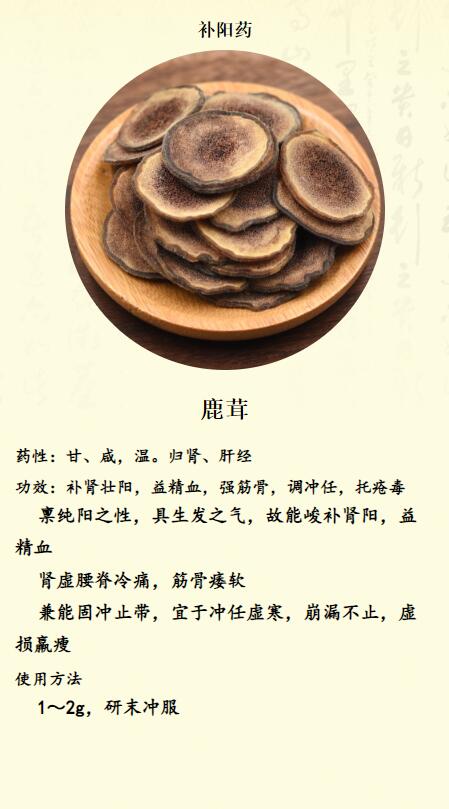 补阳药
鹿茸
药性：甘、咸，温。归肾、肝经
功效：补肾壮阳，益精血，强筋骨，调冲任，托疮毒
禀纯阳之性，具生发之气，故能峻补肾阳，益
精血
肾虚腰脊冷痛，筋骨痿软
兼能固冲止带，宜于冲任虚寒，崩漏不止，虚
损羸瘦
使用方法
1～2g，研末冲服